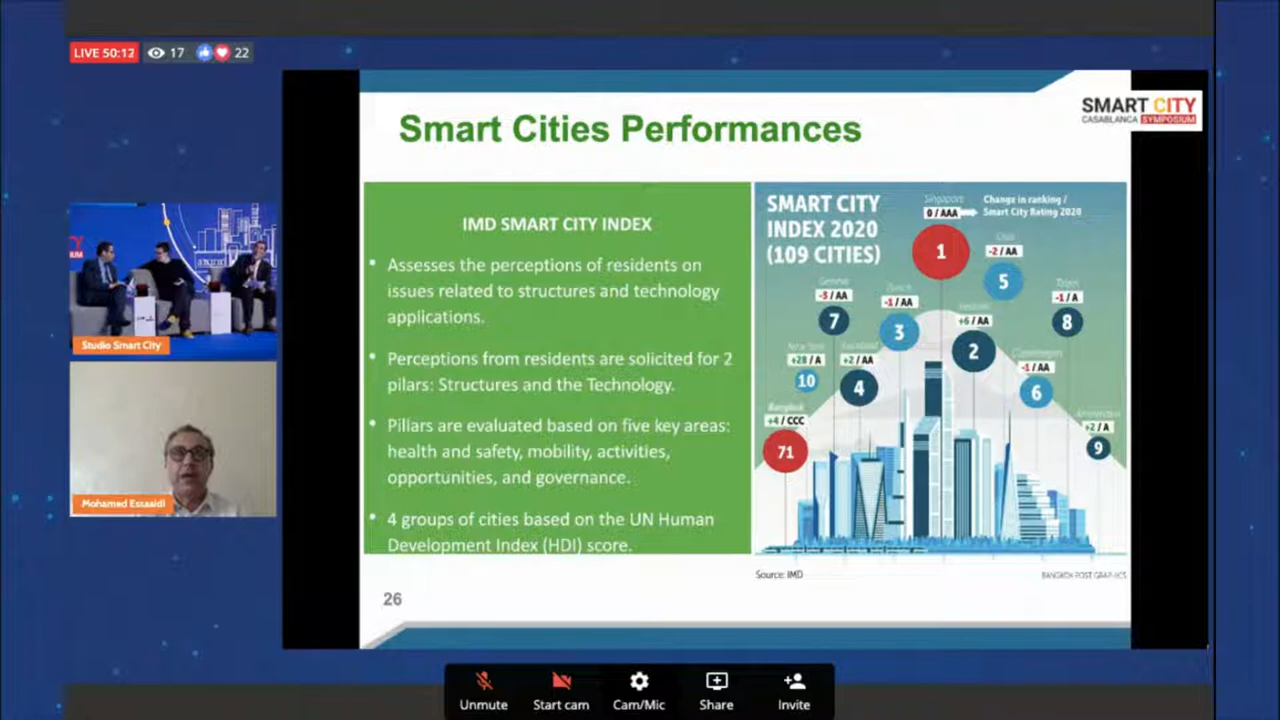 LIVE 50:12
17
22
SMART CITY
CASABLANCA SYMPOSIUM
Smart Cities Performances
IMD SMART CITY INDEX
• Assesses the perceptions of residents on
issues related to structures and technology
applications.
• Perceptions from residents are solicited for 2
pilars: Structures and the Technology.
• Pillars are evaluated based on five key areas:
health and safety, mobility, activities,
opportunities, and governance.
• 4 groups of cities based on the UN Human
Development Index (HDI) score.
SMART CITY
INDEX 2020
(109 CITIES)
Singapore
0 / AAA
Change in ranking /
Smart City Rating 2020
1
Oslo
-2 / AA
5
Geneva
-3 / AA
7
Zurich
-1 / AA
3
Helsinki
+6 / AA
2
Taipei
-1 / A
8
New York
+28 / A
10
Auckland
+2 / AA
4
Copenhagen
-1 / AA
6
Bangkok
+4 / CCC
71
Amsterdam
+2 / A
9
Source: IMD
BANGKOK POST GRAPHICS
26
Studio Smart City
Mohamed Essaaidi
Unmute
Start cam
Cam/Mic
Share
Invite